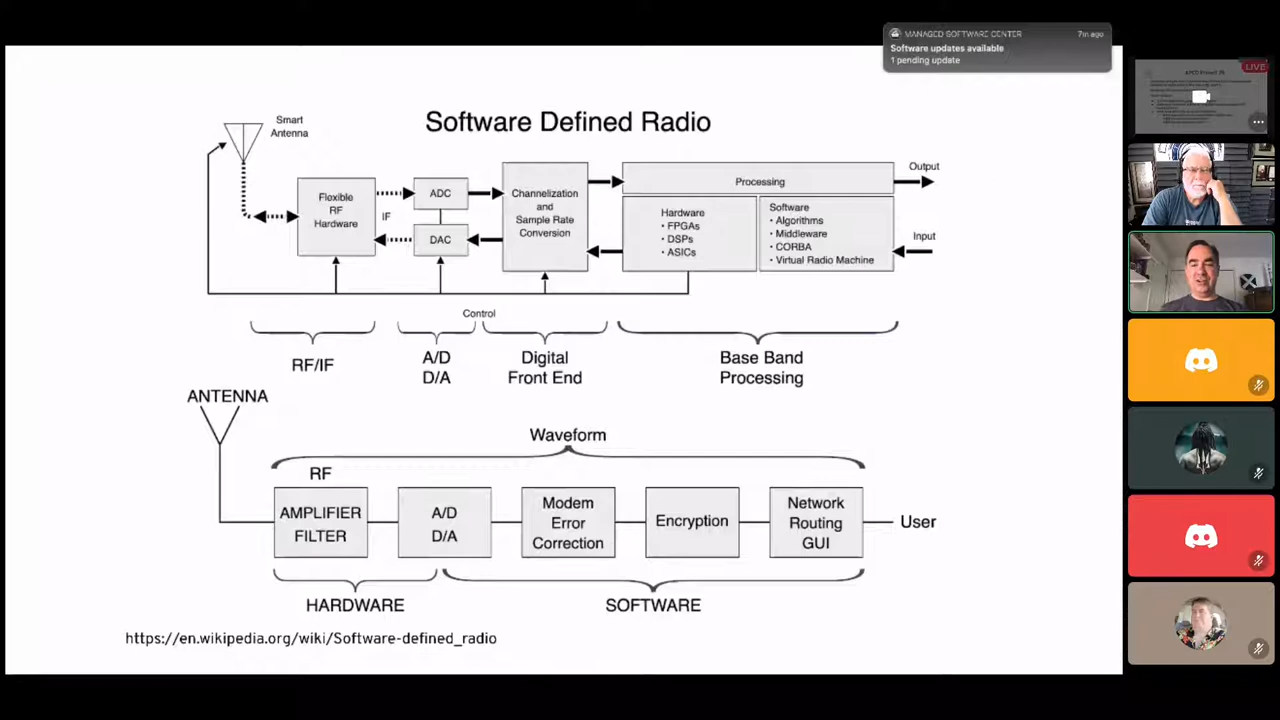 MANAGED SOFTWARE CENTER
7m ago
Software updates available
1 pending update
LIVE
Software Defined Radio
Smart
Antenna
Flexible
RF
Hardware
IF
ADC
DAC
Channelization
and
Sample Rate
Conversion
Processing
Hardware
• FPGAs
• DSPs
• ASICs
Software
• Algorithms
• Middleware
• CORBA
• Virtual Radio Machine
Output
Input
Control
RF/IF
A/D
D/A
Digital
Front End
Base Band
Processing
ANTENNA
Waveform
RF
AMPLIFIER
FILTER
A/D
D/A
Modem
Error
Correction
Encryption
Network
Routing
GUI
User
HARDWARE
SOFTWARE
https://en.wikipedia.org/wiki/Software-defined_radio